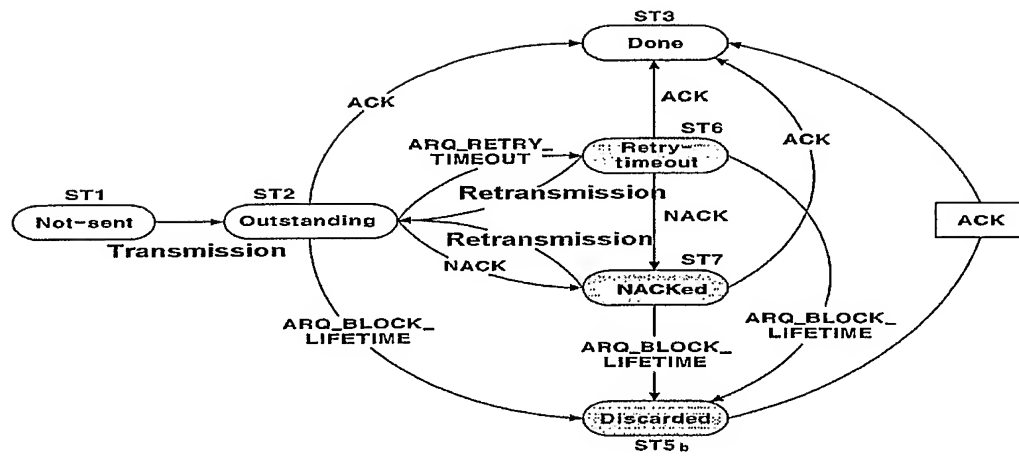 ST3
Done
ACK
ACK
ACK
ST6
ARQ_RETRY_
TIMEOUT
Retry-
timeout
ST1
ST2
Retransmission
Not-sent
Outstanding
NACK
ACK
Transmission
Retransmission
NACK
ST7
NACKed
ARQ_BLOCK_
LIFETIME
ARQ_BLOCK_
LIFETIME
ARQ_BLOCK_
LIFETIME
Discarded
ST5b